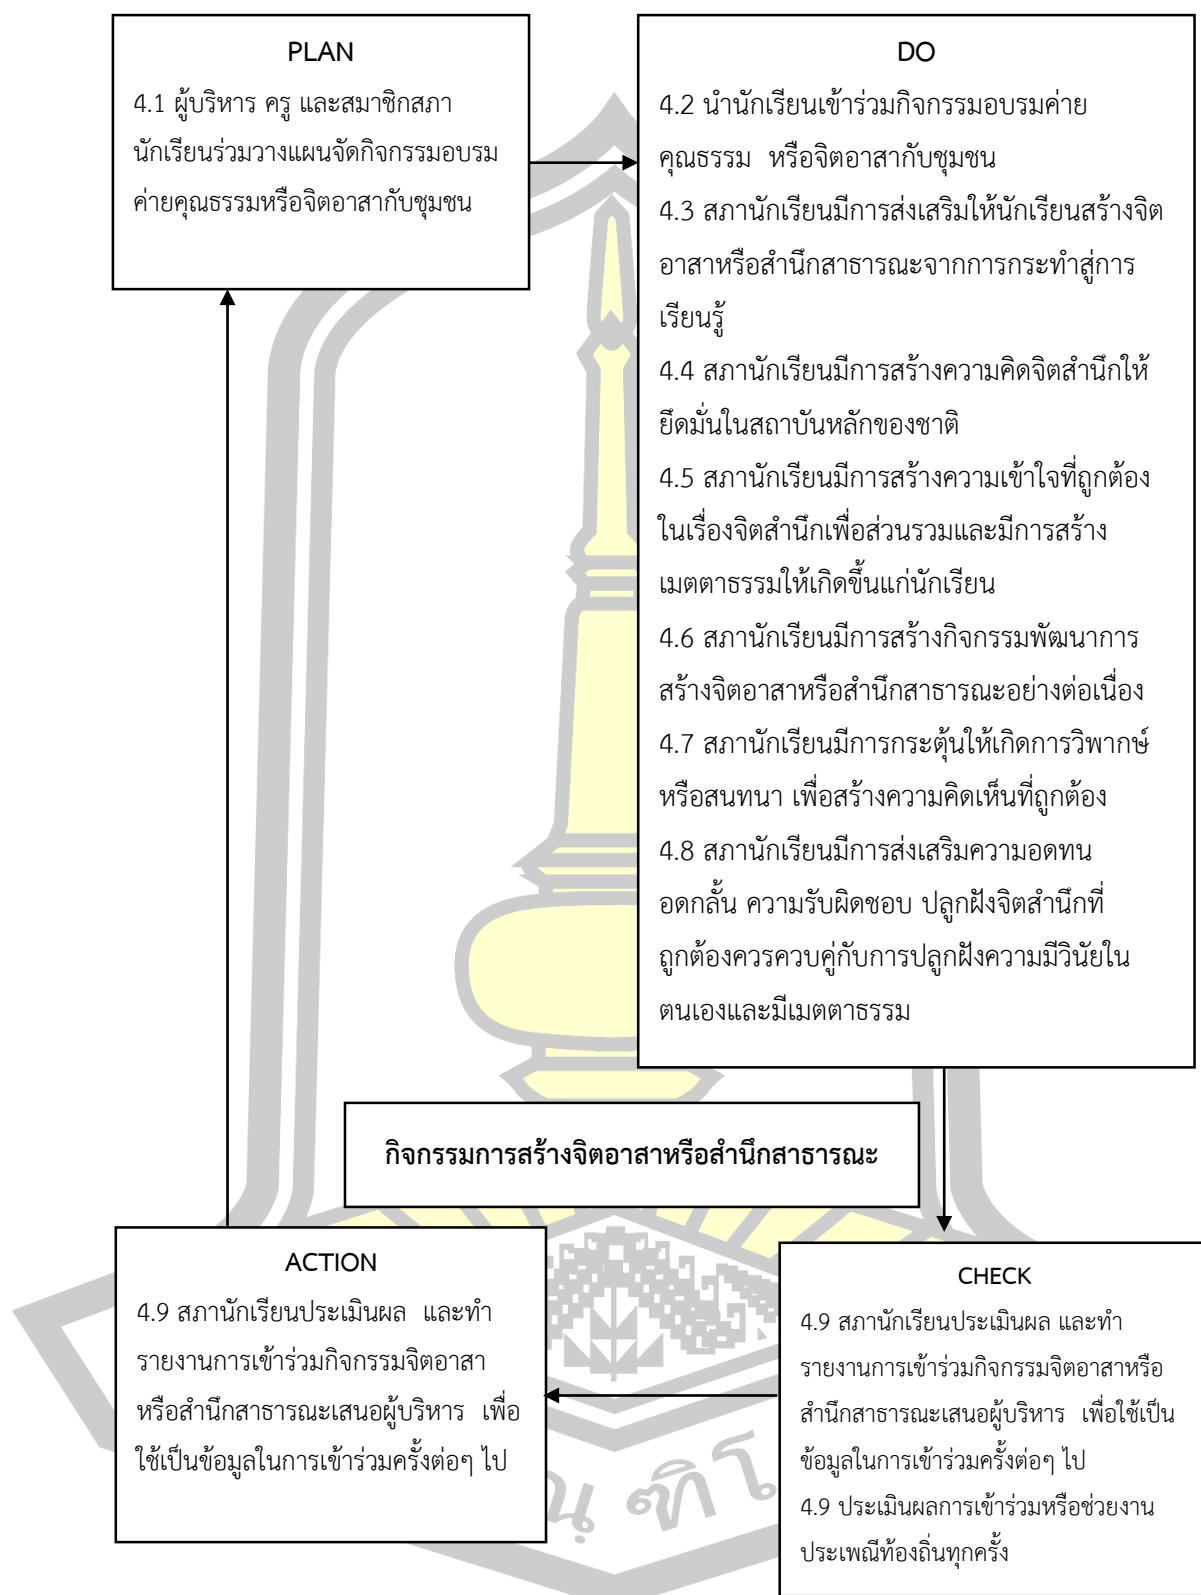 PLAN
4.1 ผู้บริหาร ครู และสมาชิกสภา
นักเรียนร่วมวางแผนจัดกิจกรรมอบรม
ค่ายคุณธรรมหรือจิตอาสากับชุมชน
DO
4.2 นำนักเรียนเข้าร่วมกิจกรรมอบรมค่าย
คุณธรรม หรือจิตอาสากับชุมชน
4.3 สภานักเรียนมีการส่งเสริมให้นักเรียนสร้างจิต
อาสาหรือสำนึกสาธารณะจากการกระทำสู่การ
เรียนรู้
4.4 สภานักเรียนมีการสร้างความคิดจิตสำนึกให้
ยึดมั่นในสถาบันหลักของชาติ
4.5 สภานักเรียนมีการสร้างความเข้าใจที่ถูกต้อง
ในเรื่องจิตสำนึกเพื่อส่วนรวมและมีการสร้าง
เมตตาธรรมให้เกิดขึ้นแก่นักเรียน
4.6 สภานักเรียนมีการสร้างกิจกรรมพัฒนาการ
สร้างจิตอาสาหรือสำนึกสาธารณะอย่างต่อเนื่อง
4.7 สภานักเรียนมีการกระตุ้นให้เกิดการวิพากษ์
หรือสนทนา เพื่อสร้างความคิดเห็นที่ถูกต้อง
4.8 สภานักเรียนมีการส่งเสริมความอดทน
อดกลั้น ความรับผิดชอบ ปลูกฝังจิตสำนึกที่
ถูกต้องควรควบคู่กับการปลูกฝังความมีวินัยใน
ตนเองและมีเมตตาธรรม
กิจกรรมการสร้างจิตอาสาหรือสำนึกสาธารณะ
ACTION
4.9 สภานักเรียนประเมินผล และทำ
รายงานการเข้าร่วมกิจกรรมจิตอาสา
หรือสำนึกสาธารณะเสนอผู้บริหาร เพื่อ
ใช้เป็นข้อมูลในการเข้าร่วมครั้งต่อๆ ไป
CHECK
4.9 สภานักเรียนประเมินผล และทำ
รายงานการเข้าร่วมกิจกรรมจิตอาสาหรือ
สำนึกสาธารณะเสนอผู้บริหาร เพื่อใช้เป็น
ข้อมูลในการเข้าร่วมครั้งต่อๆ ไป
4.9 ประเมินผลการเข้าร่วมหรือช่วยงาน
ประเพณีท้องถิ่นทุกครั้ง